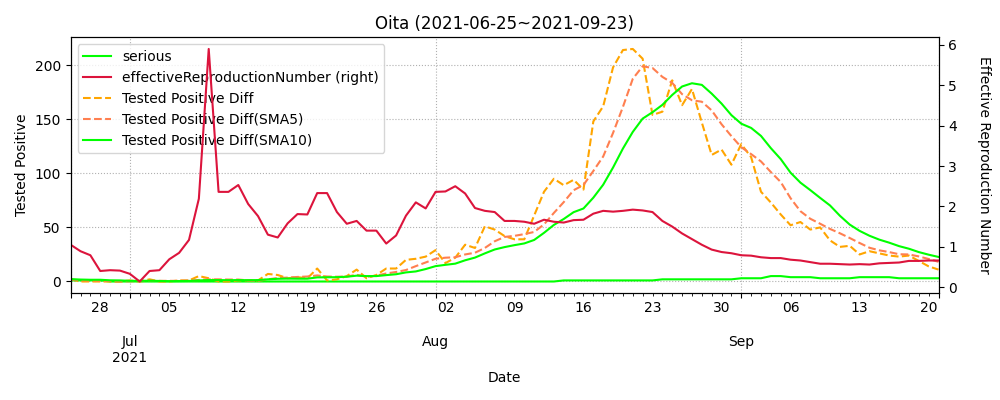 Oita (2021-06-25~2021-09-23)
serious
effectiveReproductionNumber (right)
Tested Positive Diff
Tested Positive Diff(SMA5)
Tested Positive Diff(SMA10)
Tested Positive
200
150
100
50
0
6
5
4
3
2
1
0
Effective Reproduction Number
28 05 12 19 26 02 09 16 23 30 06 13 20
Jul Aug Sep
2021
Date